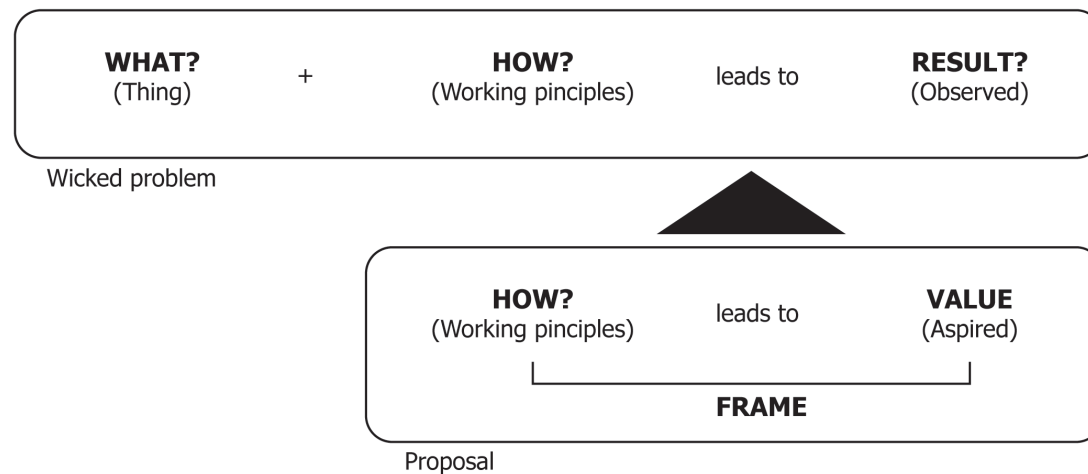 WHAT? + HOW? leads to RESULT?
(Thing) (Working pinciples) (Observed)
Wicked problem
HOW? leads to VALUE
(Working pinciples) (Aspired)
FRAME
Proposal